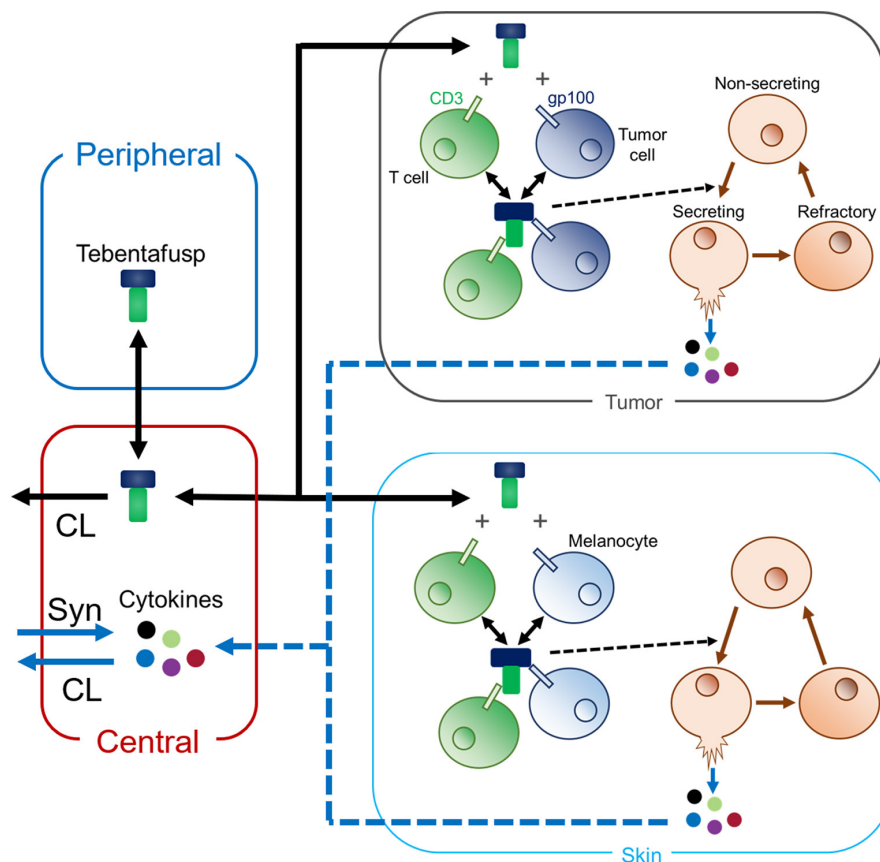 CD3
gp100
Non-secreting
Tumor
cell
T cell
Secreting
Refractory
Tumor
Peripheral
Tebentafusp
CL
Syn
Cytokines
CL
Central
Melanocyte
Skin
+
+
+
+